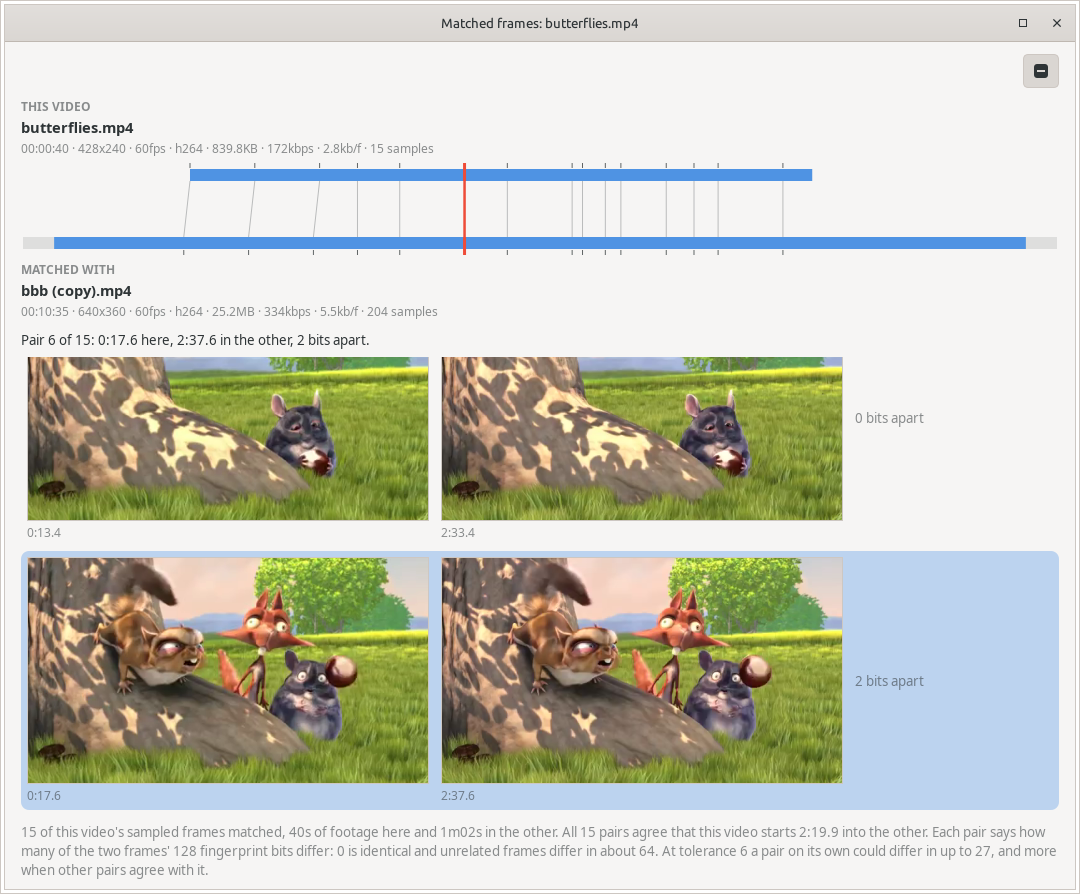 Matched frames: butterflies.mp4
THIS VIDEO
butterflies.mp4
00:00:40 · 428x240 · 60fps · h264 · 839.8KB · 172kbps · 2.8kb/f · 15 samples
MATCHED WITH
bbb (copy).mp4
00:10:35 · 640x360 · 60fps · h264 · 25.2MB · 334kbps · 5.5kb/f · 204 samples
Pair 6 of 15: 0:17.6 here, 2:37.6 in the other, 2 bits apart.
0 bits apart
0:13.4 2:33.4
2 bits apart
0:17.6 2:37.6
15 of this video's sampled frames matched, 40s of footage here and 1m02s in the other. All 15 pairs agree that this video starts 2:19.9 into the other. Each pair says how
many of the two frames' 128 fingerprint bits differ: 0 is identical and unrelated frames differ in about 64. At tolerance 6 a pair on its own could differ in up to 27, and more
when other pairs agree with it.